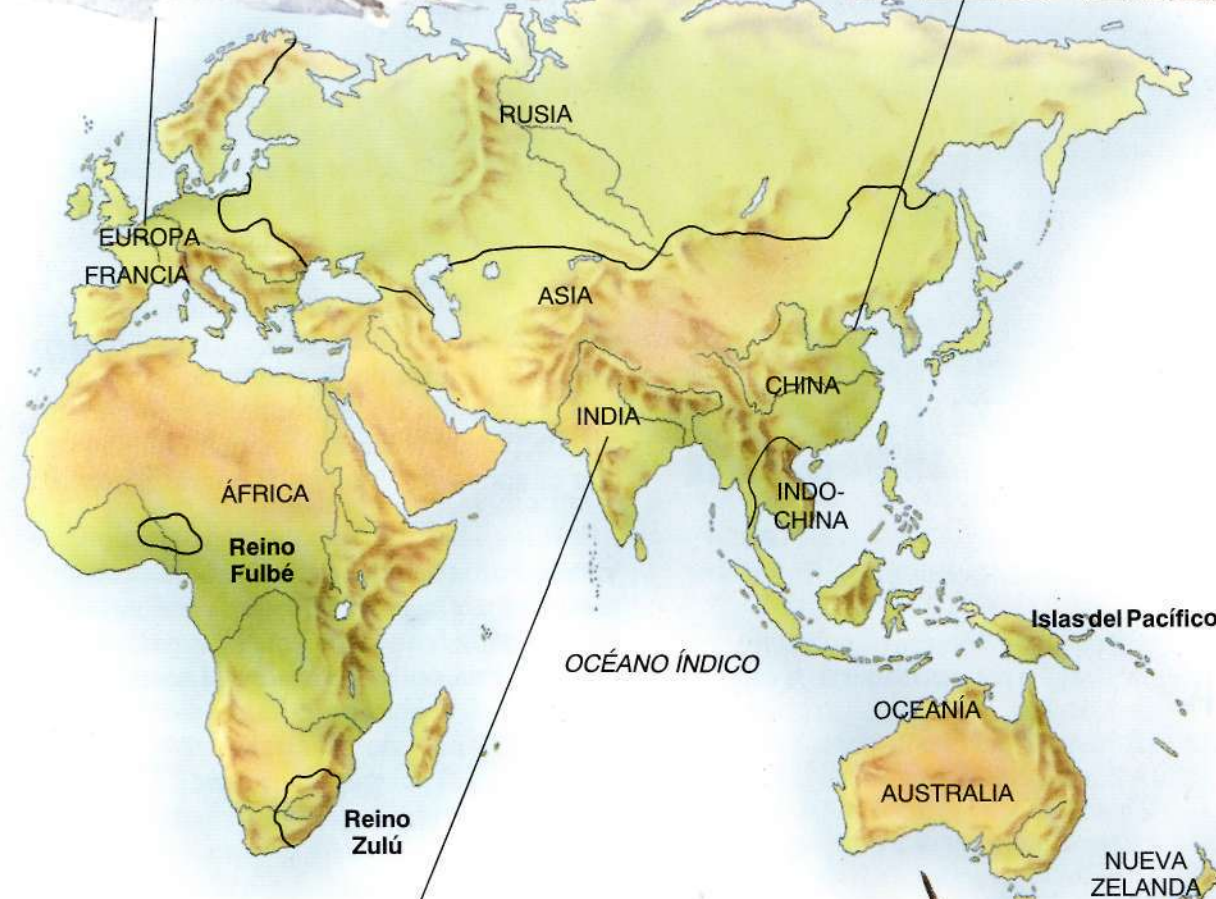 RUSIA
EUROPA
FRANCIA
ASIA
CHINA
INDIA
ÁFRICA
INDO-
CHINA
Reino
Fulbé
Islas del Pacífico
OCÉANO ÍNDICO
OCEANÍA
AUSTRALIA
Reino
Zulú
NUEVA
ZELANDA